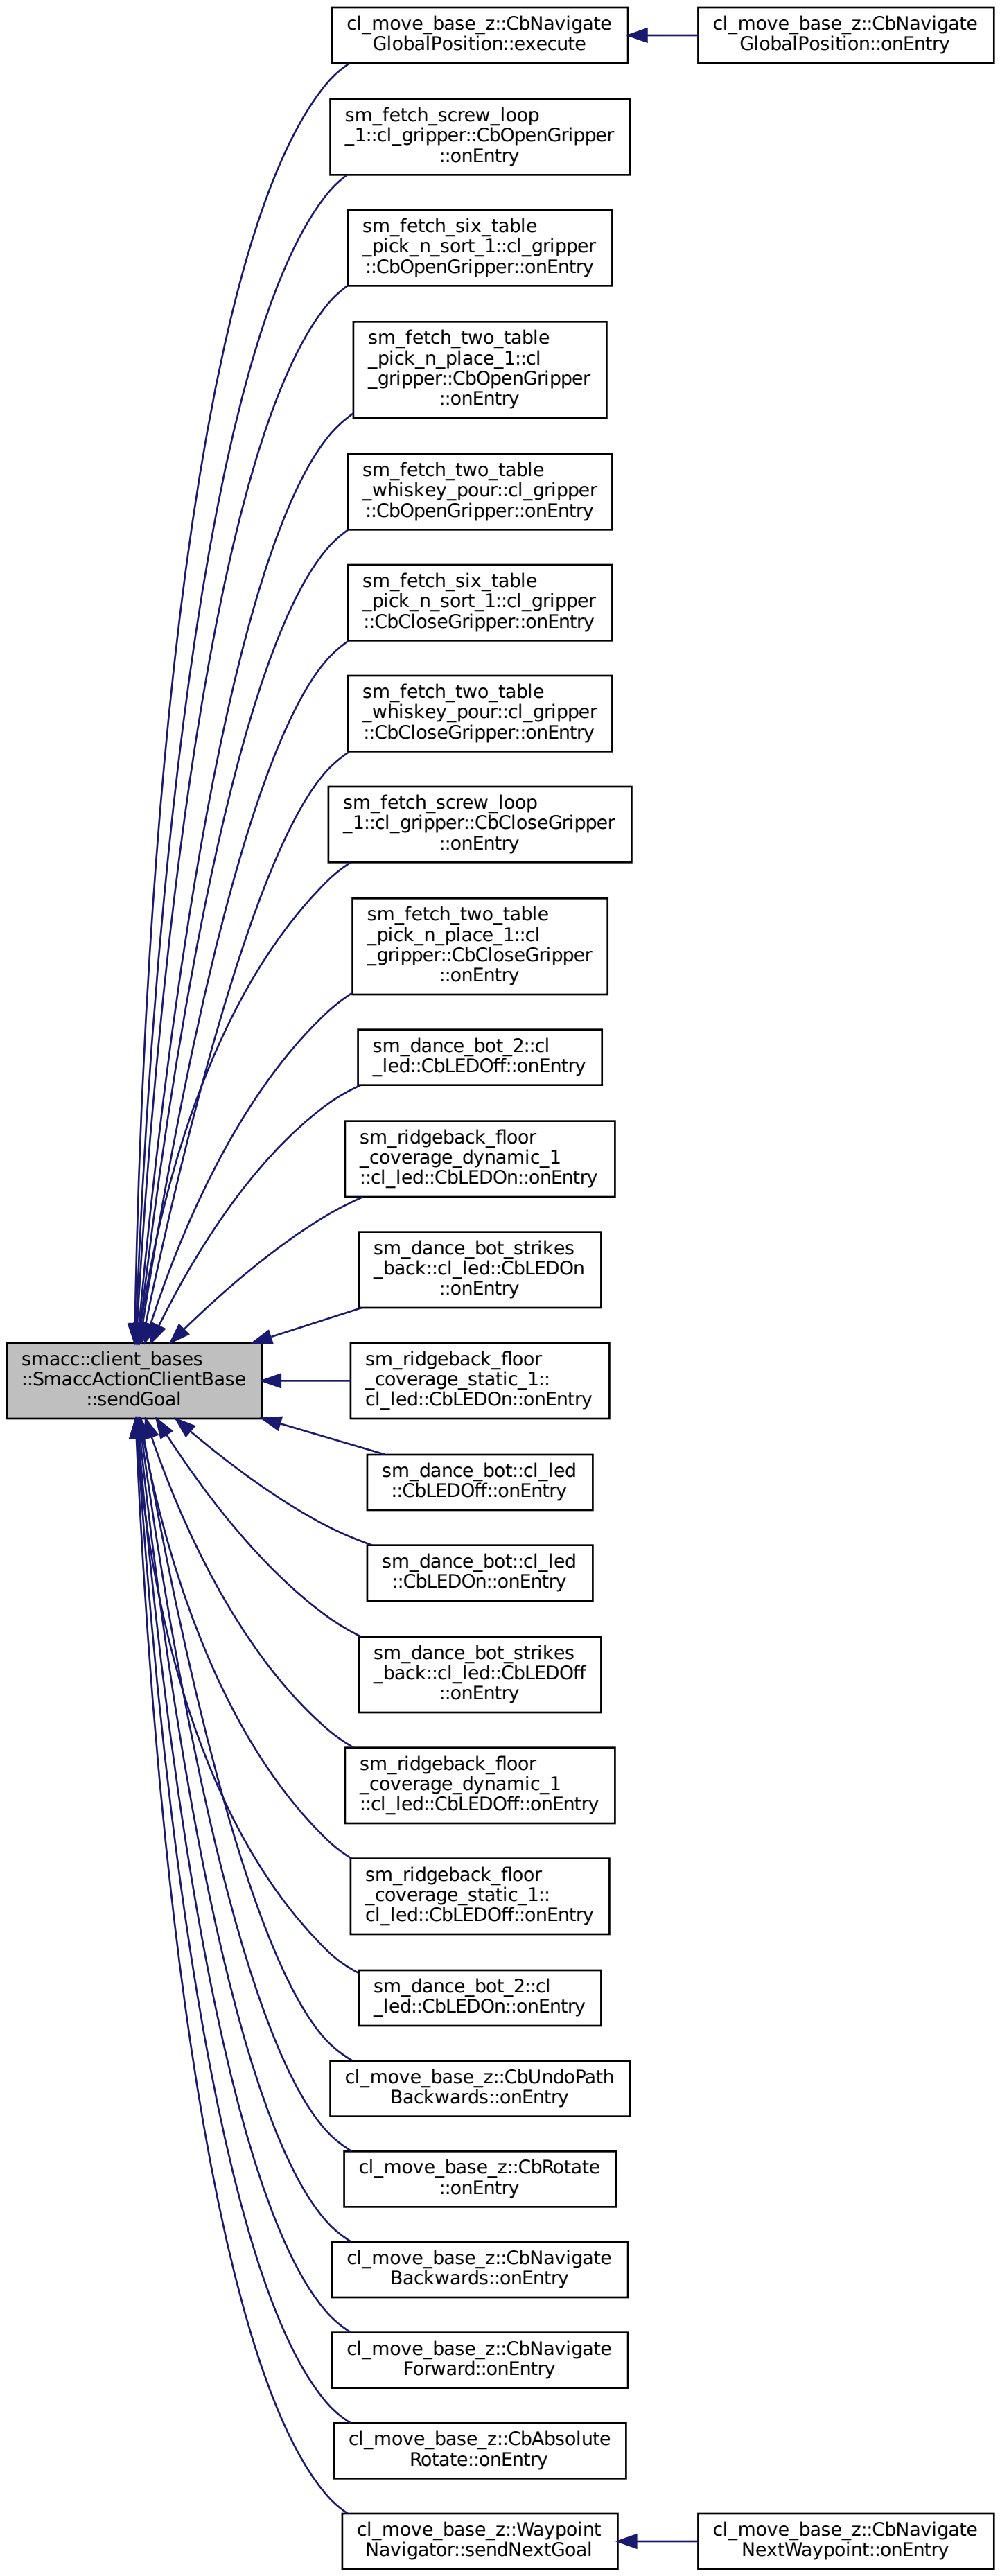 cl_move_base_z::CbNavigate
GlobalPosition::execute
cl_move_base_z::CbNavigate
GlobalPosition::onEntry
sm_fetch_screw_loop
_1::cl_gripper::CbOpenGripper
::onEntry
sm_fetch_six_table
_pick_n_sort_1::cl_gripper
::CbOpenGripper::onEntry
sm_fetch_two_table
_pick_n_place_1::cl
_gripper::CbOpenGripper
::onEntry
sm_fetch_two_table
_whiskey_pour::cl_gripper
::CbOpenGripper::onEntry
sm_fetch_six_table
_pick_n_sort_1::cl_gripper
::CbCloseGripper::onEntry
sm_fetch_two_table
_whiskey_pour::cl_gripper
::CbCloseGripper::onEntry
sm_fetch_screw_loop
_1::cl_gripper::CbCloseGripper
::onEntry
sm_fetch_two_table
_pick_n_place_1::cl
_gripper::CbCloseGripper
::onEntry
sm_dance_bot_2::cl
_led::CbLEDOff::onEntry
sm_ridgeback_floor
_coverage_dynamic_1
::cl_led::CbLEDOn::onEntry
sm_dance_bot_strikes
_back::cl_led::CbLEDOn
::onEntry
smacc::client_bases
::SmaccActionClientBase
::sendGoal
sm_ridgeback_floor
_coverage_static_1::
cl_led::CbLEDOn::onEntry
sm_dance_bot::cl_led
::CbLEDOff::onEntry
sm_dance_bot::cl_led
::CbLEDOn::onEntry
sm_dance_bot_strikes
_back::cl_led::CbLEDOff
::onEntry
sm_ridgeback_floor
_coverage_dynamic_1
::cl_led::CbLEDOff::onEntry
sm_ridgeback_floor
_coverage_static_1::
cl_led::CbLEDOff::onEntry
sm_dance_bot_2::cl
_led::CbLEDOn::onEntry
cl_move_base_z::CbUndoPath
Backwards::onEntry
cl_move_base_z::CbRotate
::onEntry
cl_move_base_z::CbNavigate
Backwards::onEntry
cl_move_base_z::CbNavigate
Forward::onEntry
cl_move_base_z::CbAbsolute
Rotate::onEntry
cl_move_base_z::Waypoint
Navigator::sendNextGoal
cl_move_base_z::CbNavigate
NextWaypoint::onEntry